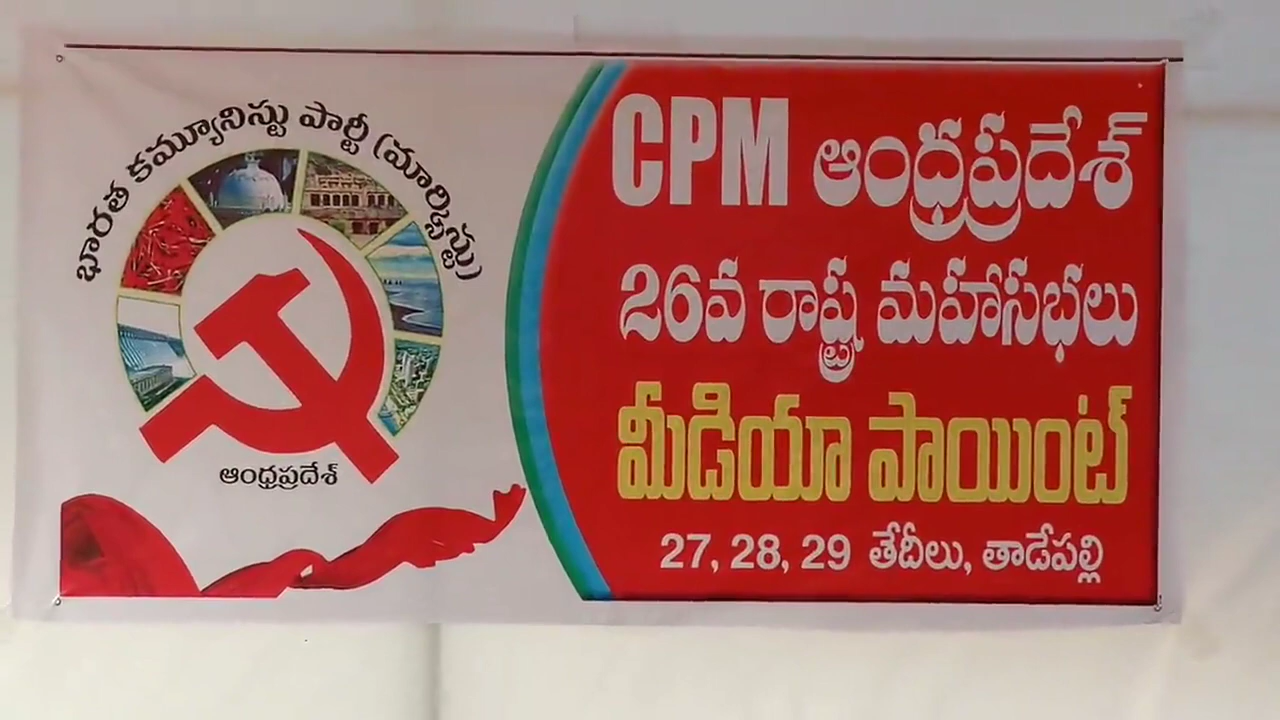 భారత కమ్యూనిస్టు పార్టీ (మార్క్సిస్టు)
ఆంధ్రప్రదేశ్
CPM ఆంధ్రప్రదేశ్
26వ రాష్ట్ర మహాసభలు
మీడియా పాయింట్
27, 28, 29 తేదీలు, తాడేపల్లి